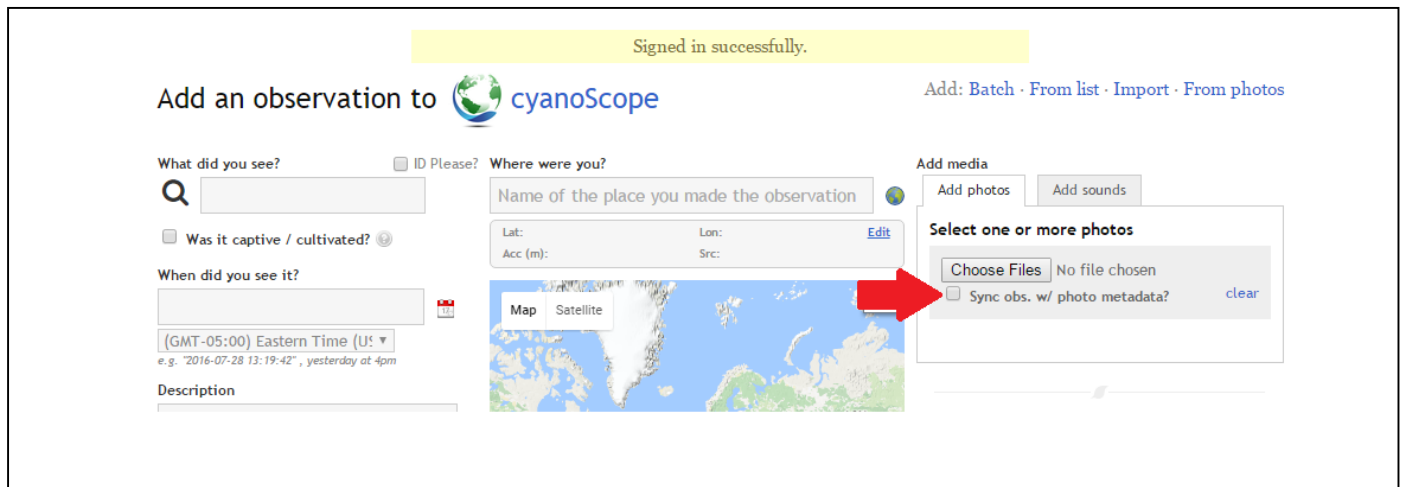 Signed in successfully.
Add an observation to cyanoScope
Add: Batch · From list · Import · From photos
What did you see?
ID Please?
Was it captive / cultivated?
When did you see it?
(GMT-05:00) Eastern Time (US
e.g. "2016-07-28 13:19:42" , yesterday at 4pm
Description
Where were you?
Name of the place you made the observation
Lat: Lon: Edit
Acc (m): Src:
Map Satellite
Add media
Add photos Add sounds
Select one or more photos
Choose Files No file chosen
Sync obs. w/ photo metadata? clear